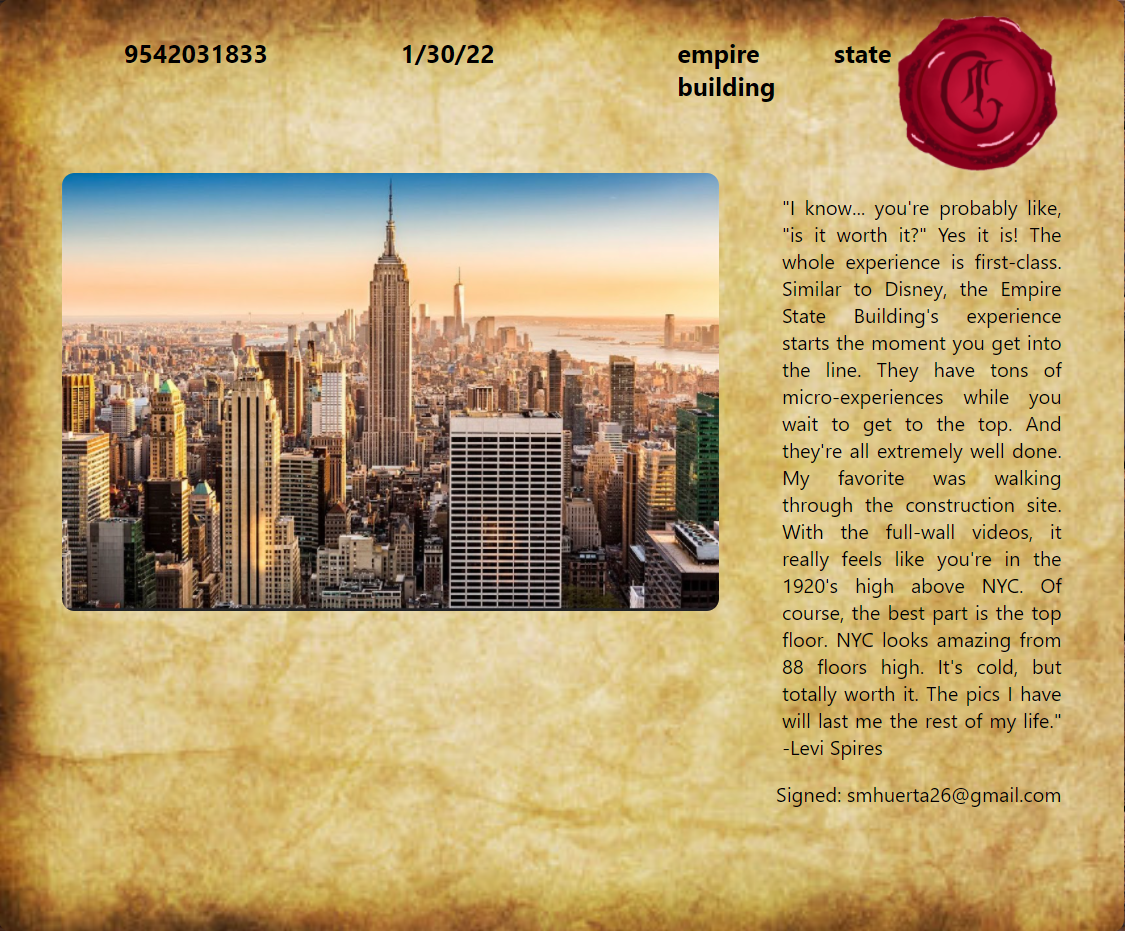 9542031833 1/30/22 empire state
building
"I know... you're probably like,
"is it worth it?" Yes it is! The
whole experience is first-class.
Similar to Disney, the Empire
State Building's experience
starts the moment you get into
the line. They have tons of
micro-experiences while you
wait to get to the top. And
they're all extremely well done.
My favorite was walking
through the construction site.
With the full-wall videos, it
really feels like you're in the
1920's high above NYC. Of
course, the best part is the top
floor. NYC looks amazing from
88 floors high. It's cold, but
totally worth it. The pics I have
will last me the rest of my life."
-Levi Spires
Signed: smhuerta26@gmail.com